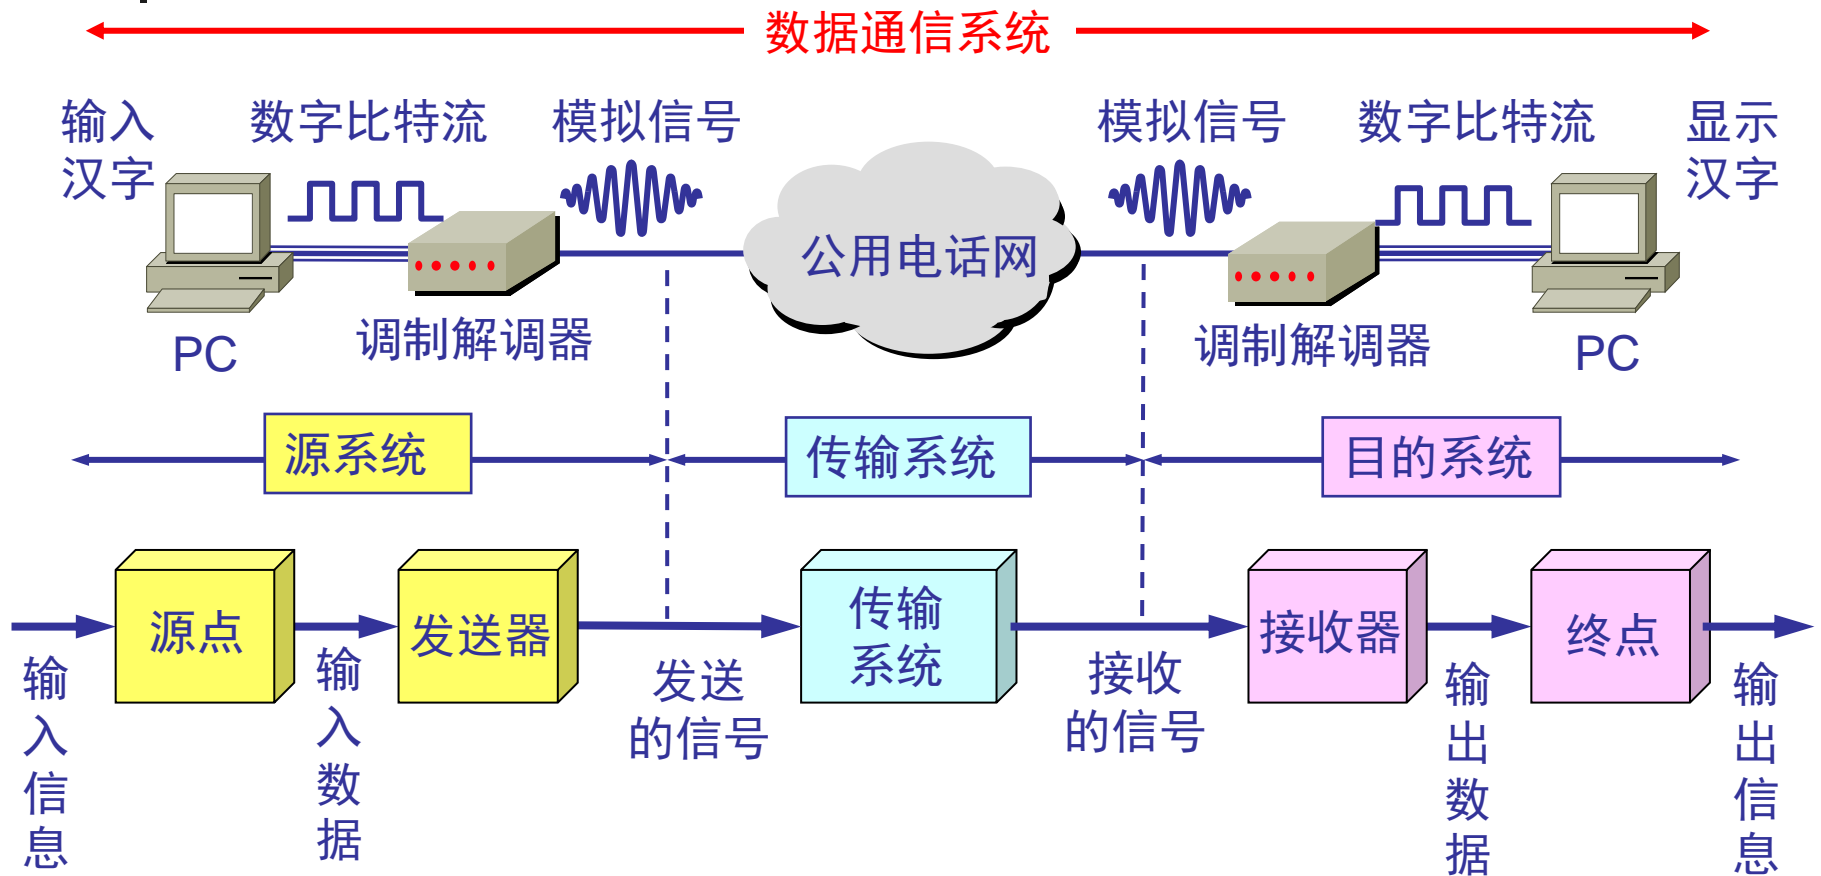 数据通信系统
输入
汉字
数字比特流
模拟信号
模拟信号
数字比特流
显示
汉字
公用电话网
PC
调制解调器
调制解调器
PC
源系统
传输系统
目的系统
源点
发送器
传输
系统
接收器
终点
输入信息
输入数据
发送
的信号
接收
的信号
输出数据
输出信息